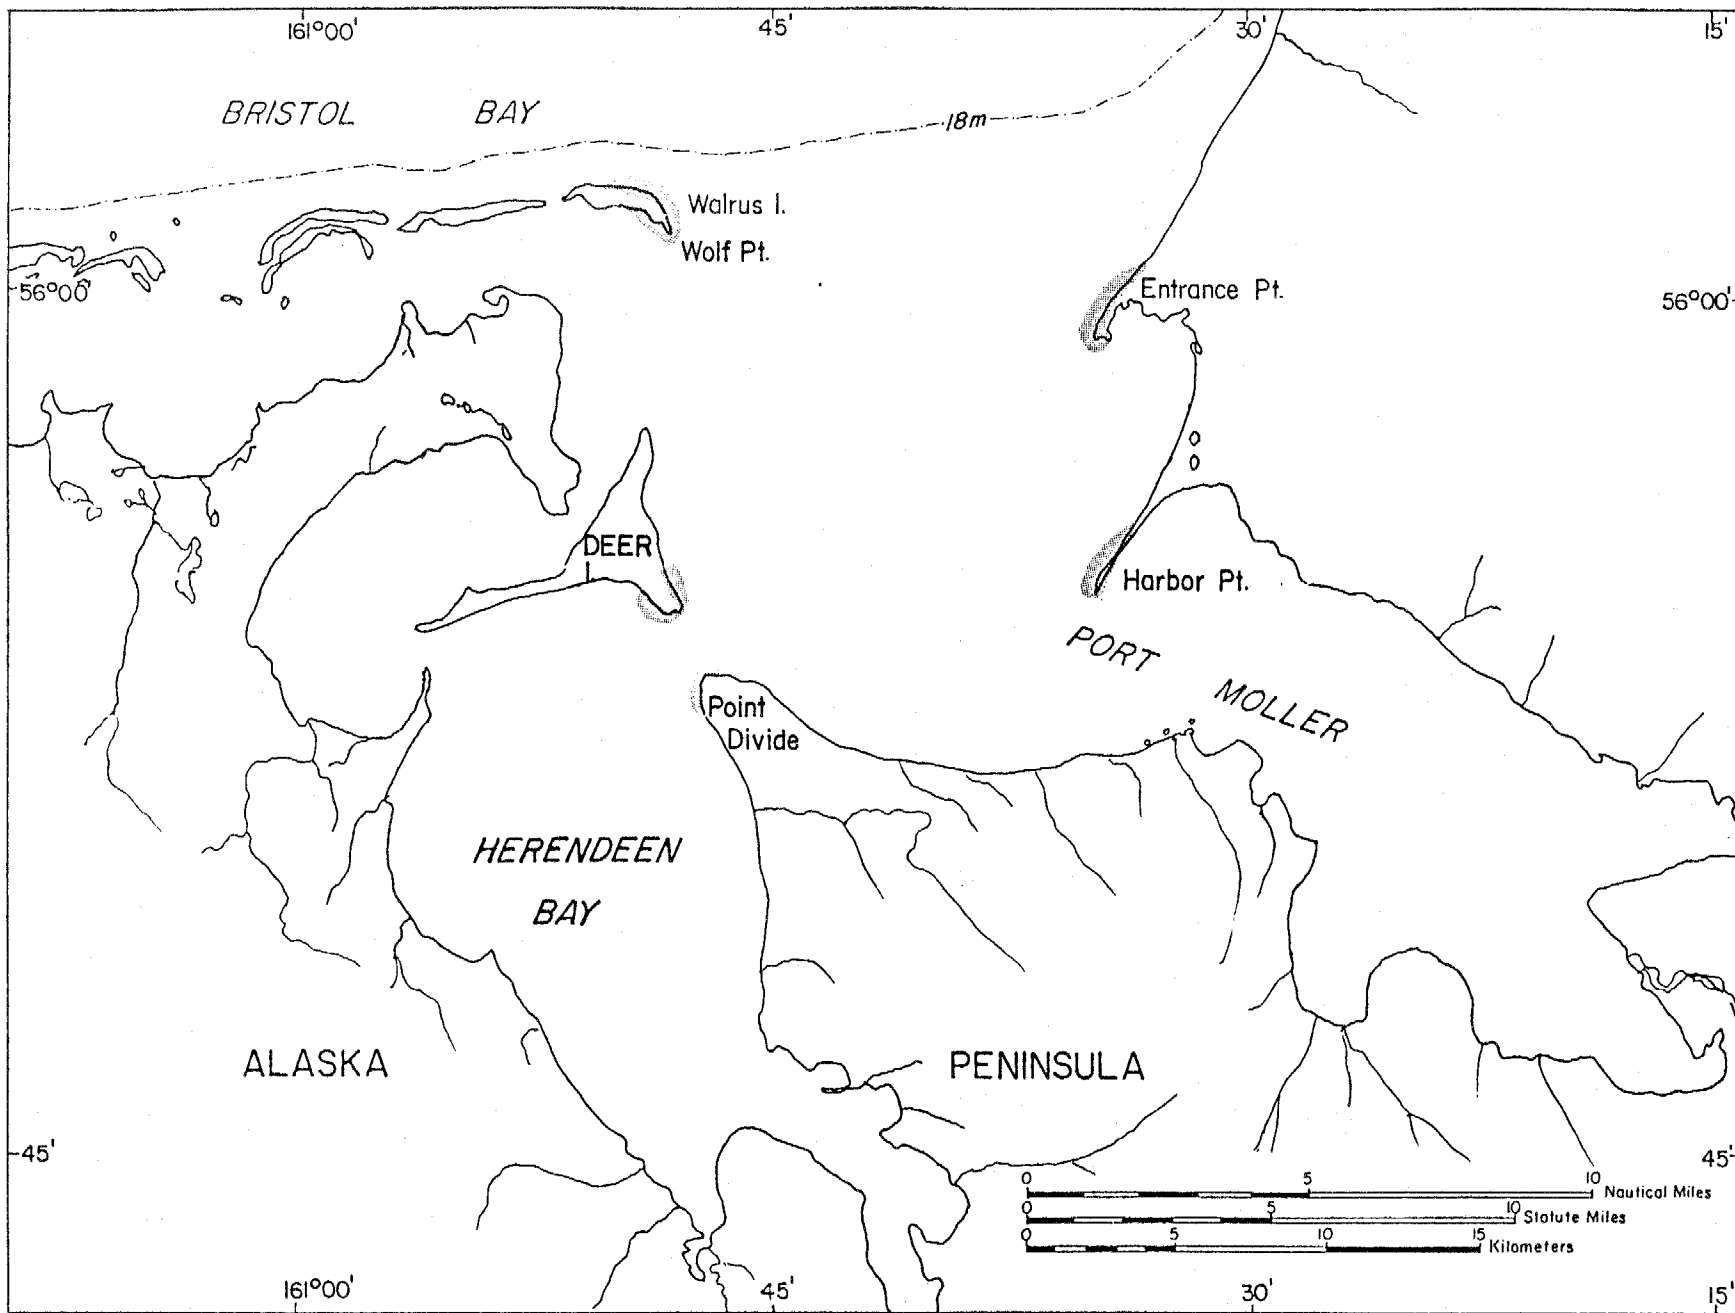 161°00'
45'
30'
15'
BRISTOL BAY
18m
Walrus I.
Wolf Pt.
56°00'
Entrance Pt.
56°00'
DEER
I
Harbor Pt.
PORT
MOLLER
Point
Divide
HERENDEEN
BAY
ALASKA
PENINSULA
45'
45'
0 5 10
Nautical Miles
0 5 10
Statute Miles
0 5 10 15
Kilometers
161°00'
45'
30'
15'